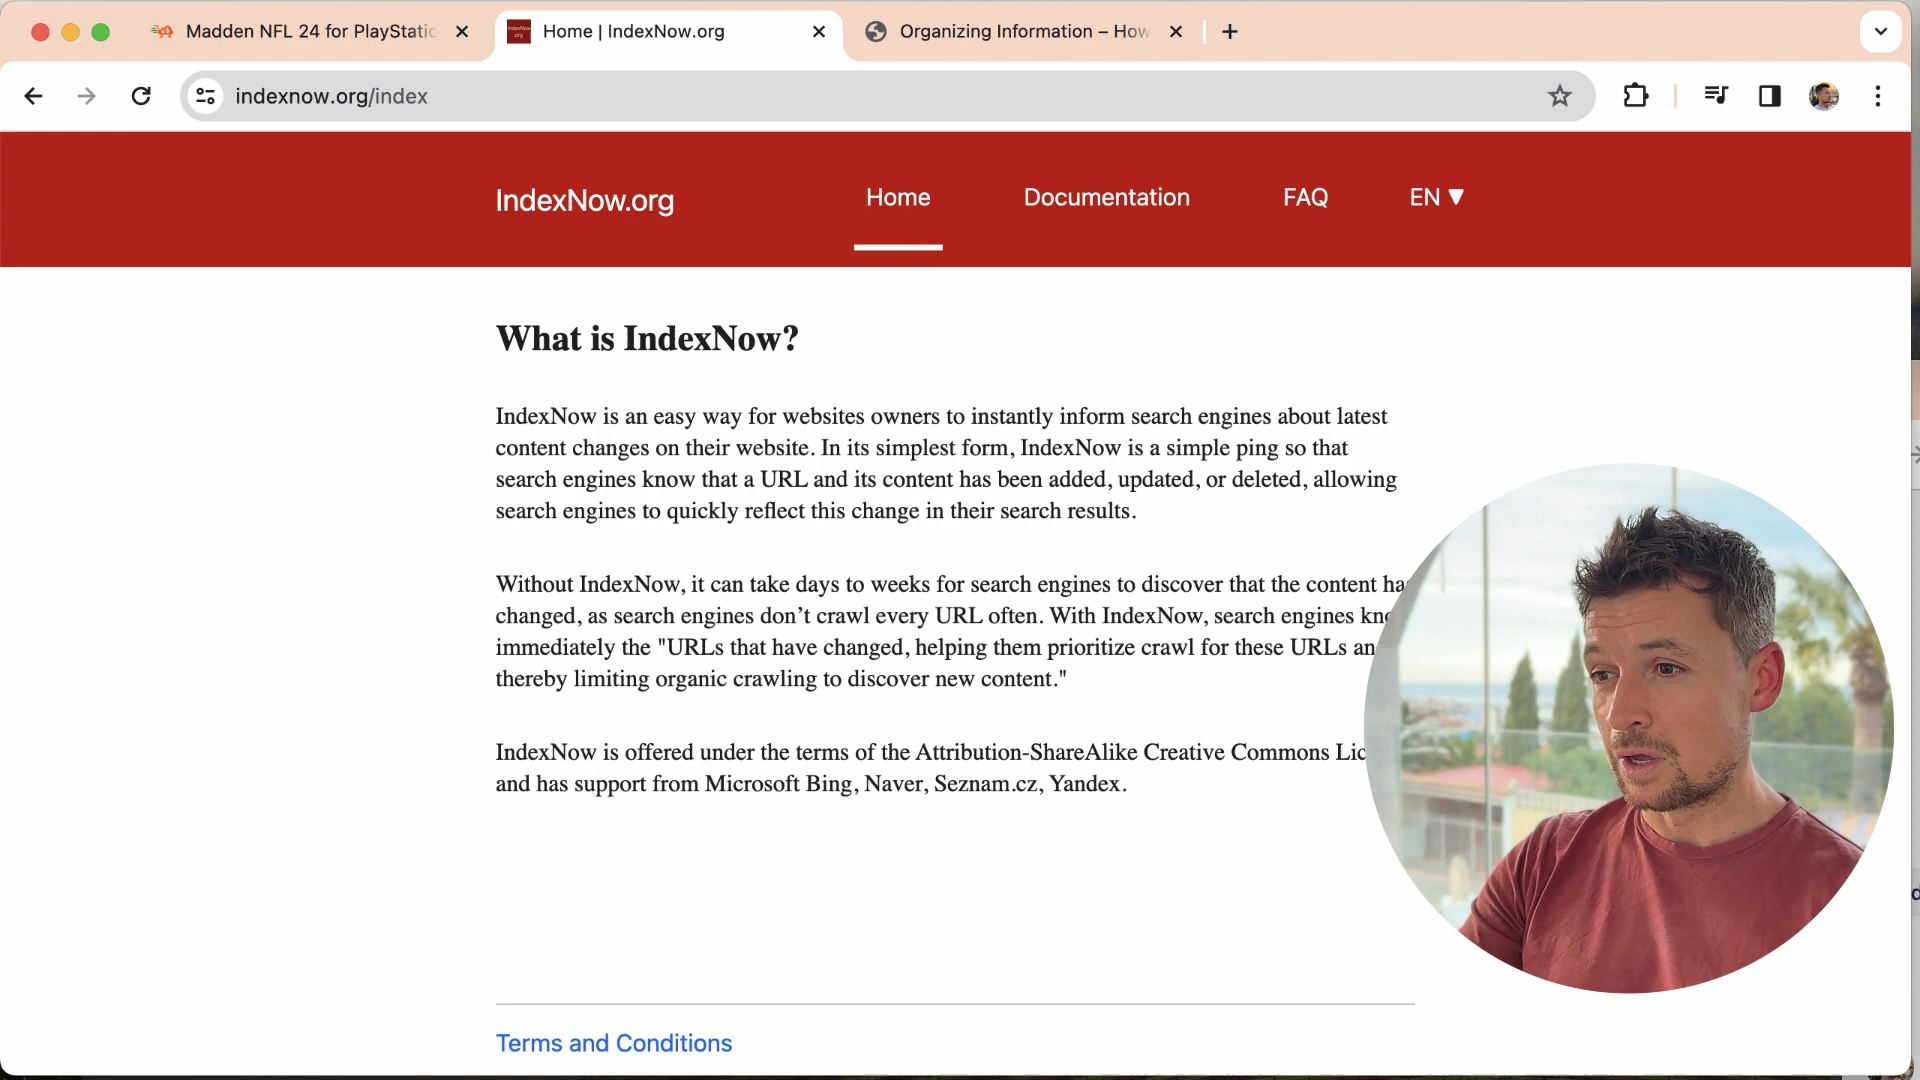 Madden NFL 24 for PlayStatio
Home | IndexNow.org
Organizing Information – How
indexnow.org/index
IndexNow.org
Home
Documentation
FAQ
EN ▼
What is IndexNow?
IndexNow is an easy way for websites owners to instantly inform search engines about latest
content changes on their website. In its simplest form, IndexNow is a simple ping so that
search engines know that a URL and its content has been added, updated, or deleted, allowing
search engines to quickly reflect this change in their search results.
Without IndexNow, it can take days to weeks for search engines to discover that the content has
changed, as search engines don’t crawl every URL often. With IndexNow, search engines kno
immediately the "URLs that have changed, helping them prioritize crawl for these URLs an
thereby limiting organic crawling to discover new content."
IndexNow is offered under the terms of the Attribution-ShareAlike Creative Commons Lic
and has support from Microsoft Bing, Naver, Seznam.cz, Yandex.
Terms and Conditions